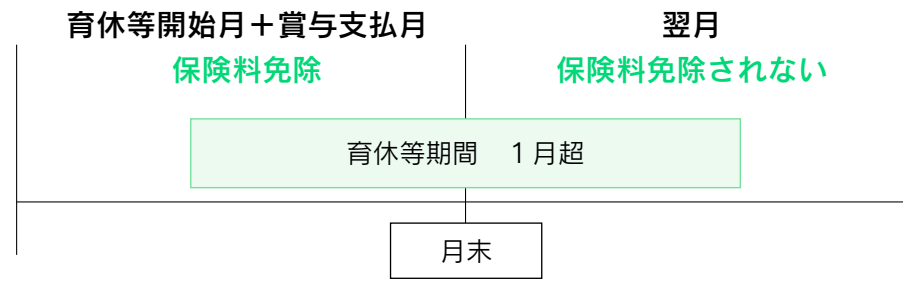 育休等開始月＋賞与支払月
翌月
保険料免除
保険料免除されない
育休等期間　１月超
月末